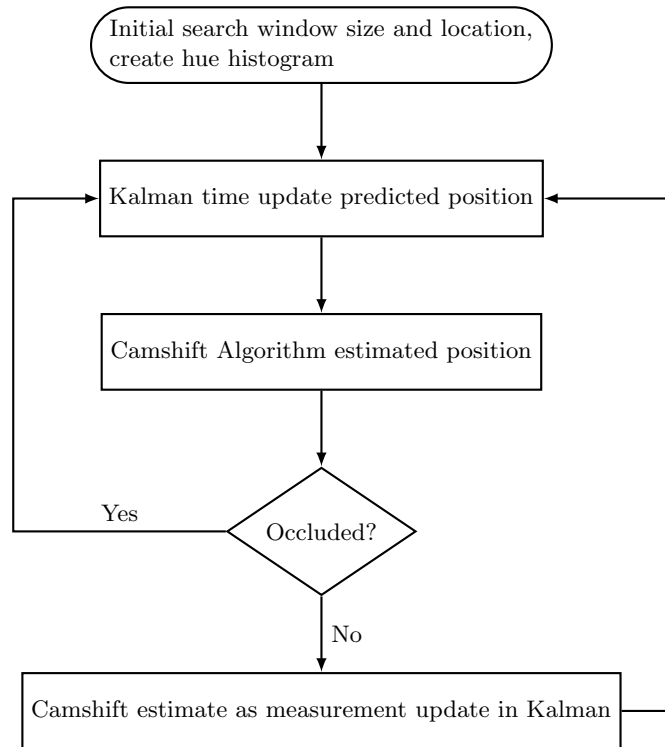 Initial search window size and location,
create hue histogram
Kalman time update predicted position
Camshift Algorithm estimated position
Yes
Occluded?
No
Camshift estimate as measurement update in Kalman